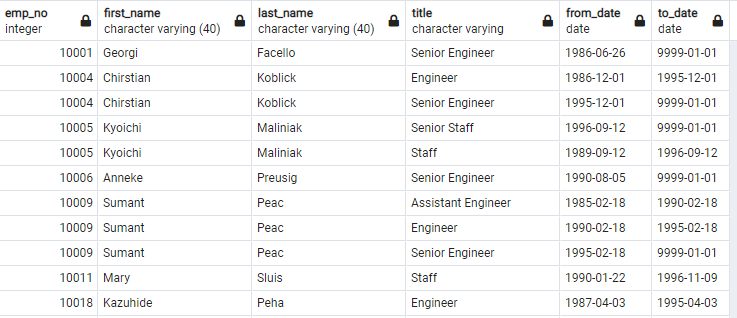 emp_no first_name last_name title from_date to_date
integer character varying (40) character varying (40) character varying date date
10001 Georgi Facello Senior Engineer 1986-06-26 9999-01-01
10004 Chirstian Koblick Engineer 1986-12-01 1995-12-01
10004 Chirstian Koblick Senior Engineer 1995-12-01 9999-01-01
10005 Kyoichi Maliniak Senior Staff 1996-09-12 9999-01-01
10005 Kyoichi Maliniak Staff 1989-09-12 1996-09-12
10006 Anneke Preusig Senior Engineer 1990-08-05 9999-01-01
10009 Sumant Peac Assistant Engineer 1985-02-18 1990-02-18
10009 Sumant Peac Engineer 1990-02-18 1995-02-18
10009 Sumant Peac Senior Engineer 1995-02-18 9999-01-01
10011 Mary Sluis Staff 1990-01-22 1996-11-09
10018 Kazuhide Peha Engineer 1987-04-03 1995-04-03